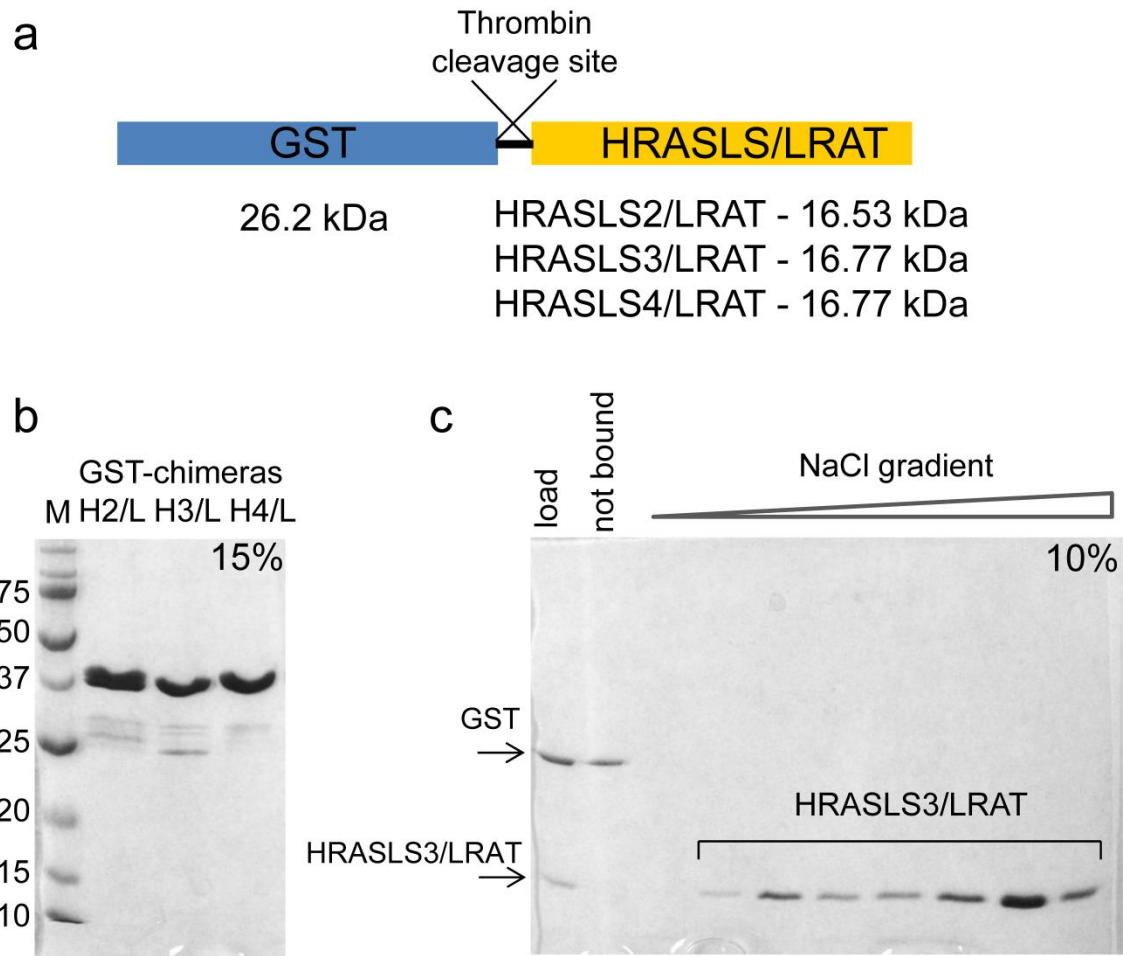 a
Thrombin
cleavage site
GST
HRASLS/LRAT
26.2 kDa
HRASLS2/LRAT - 16.53 kDa
HRASLS3/LRAT - 16.77 kDa
HRASLS4/LRAT - 16.77 kDa
b
GST-chimeras
M H2/L H3/L H4/L
15%
75
50
37
25
20
15
10
c
load
not bound
NaCl gradient
10%
GST
HRASLS3/LRAT
HRASLS3/LRAT